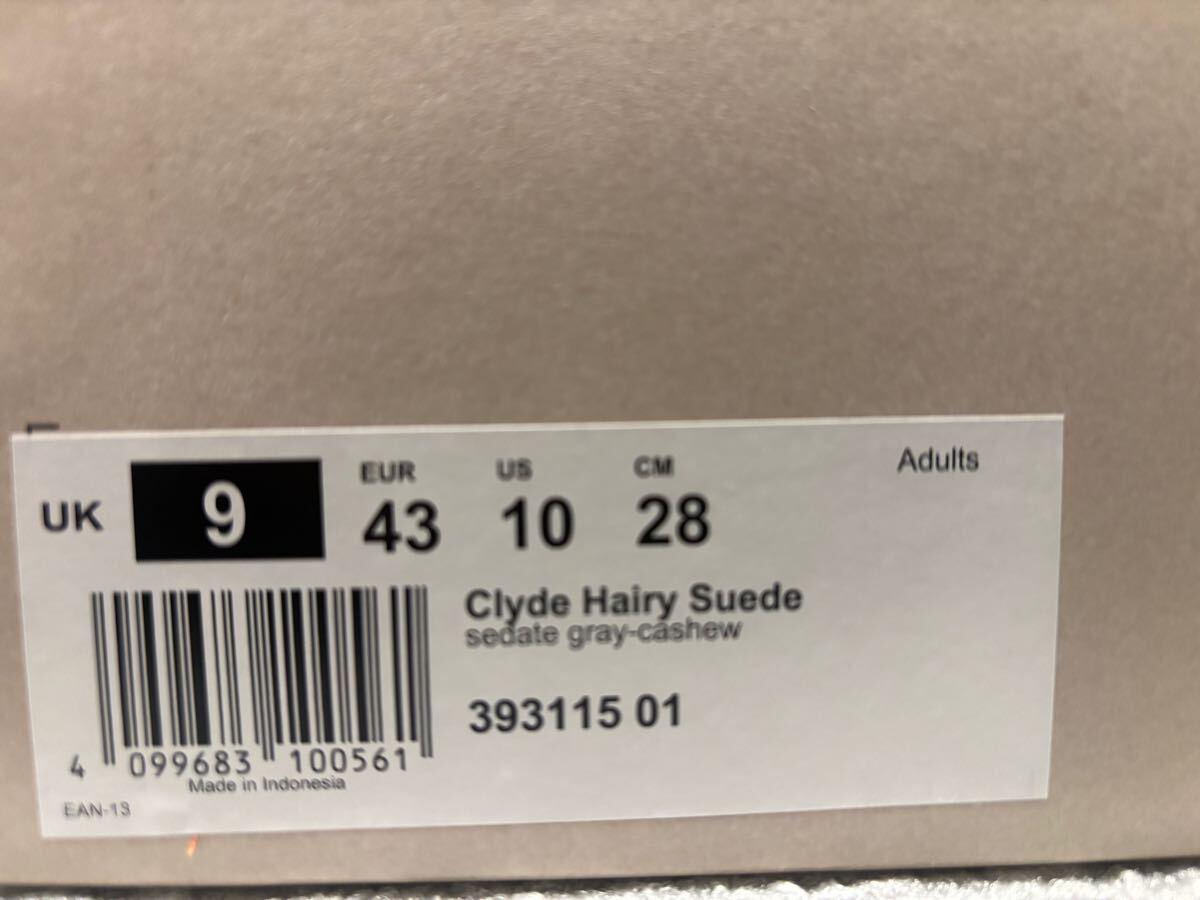 Adults
EUR US CM
UK 9 43 10 28
Clyde Hairy Suede
sedate gray-cashew
393115 01
4 099683 100561
Made in Indonesia
EAN-13